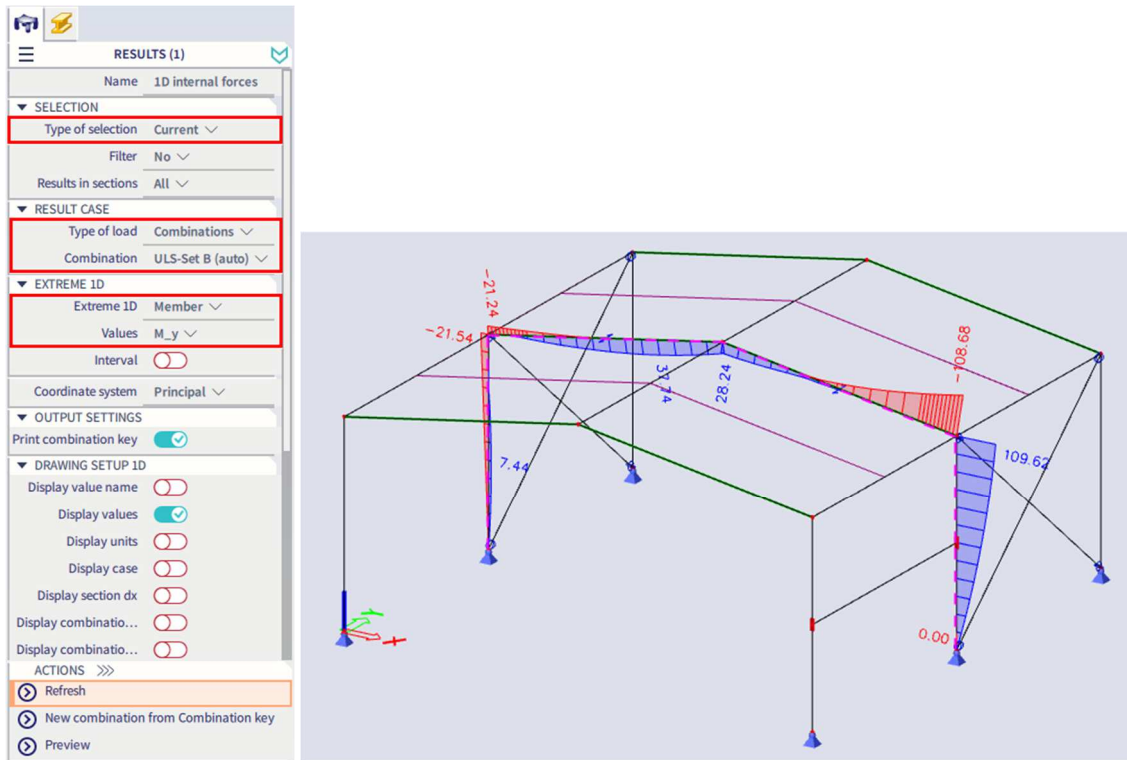 RESULTS (1)
Name 1D internal forces
SELECTION
Type of selection Current
Filter No
Results in sections All
RESULT CASE
Type of load Combinations
Combination ULS-Set B (auto)
EXTREME 1D
Extreme 1D Member
Values M_y
Interval
Coordinate system Principal
OUTPUT SETTINGS
Print combination key
DRAWING SETUP 1D
Display value name
Display values
Display units
Display case
Display section dx
Display combinatio...
Display combinatio...
ACTIONS >>>
Refresh
New combination from Combination key
Preview
-21.24
-21.54
28.24
-108.68
7.44
109.62
0.00
Y
X